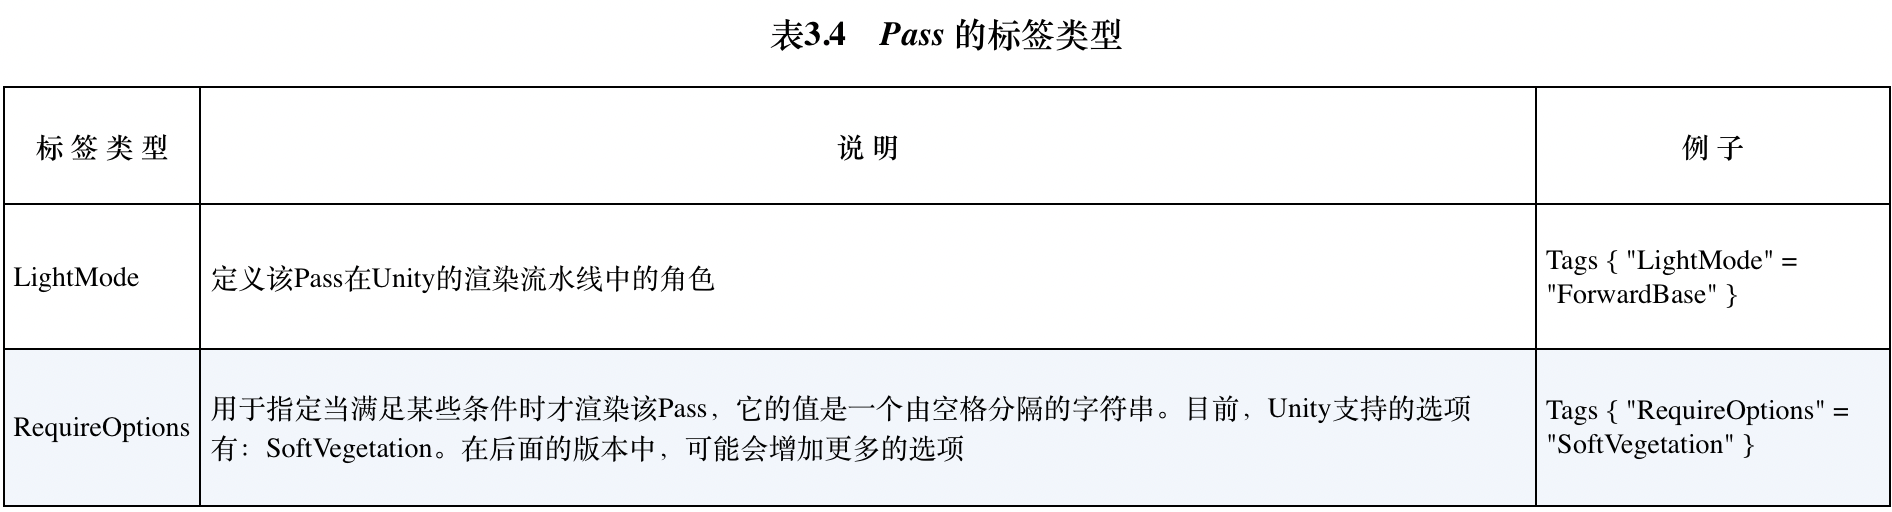 表3.4 Pass 的标签类型
标 签 类 型
说 明
例 子
LightMode
定义该Pass在Unity的渲染流水线中的角色
Tags { "LightMode" =
"ForwardBase" }
RequireOptions
用于指定当满足某些条件时才渲染该Pass，它的值是一个由空格分隔的字符串。目前，Unity支持的选项
有：SoftVegetation。在后面的版本中，可能会增加更多的选项
Tags { "RequireOptions" =
"SoftVegetation" }